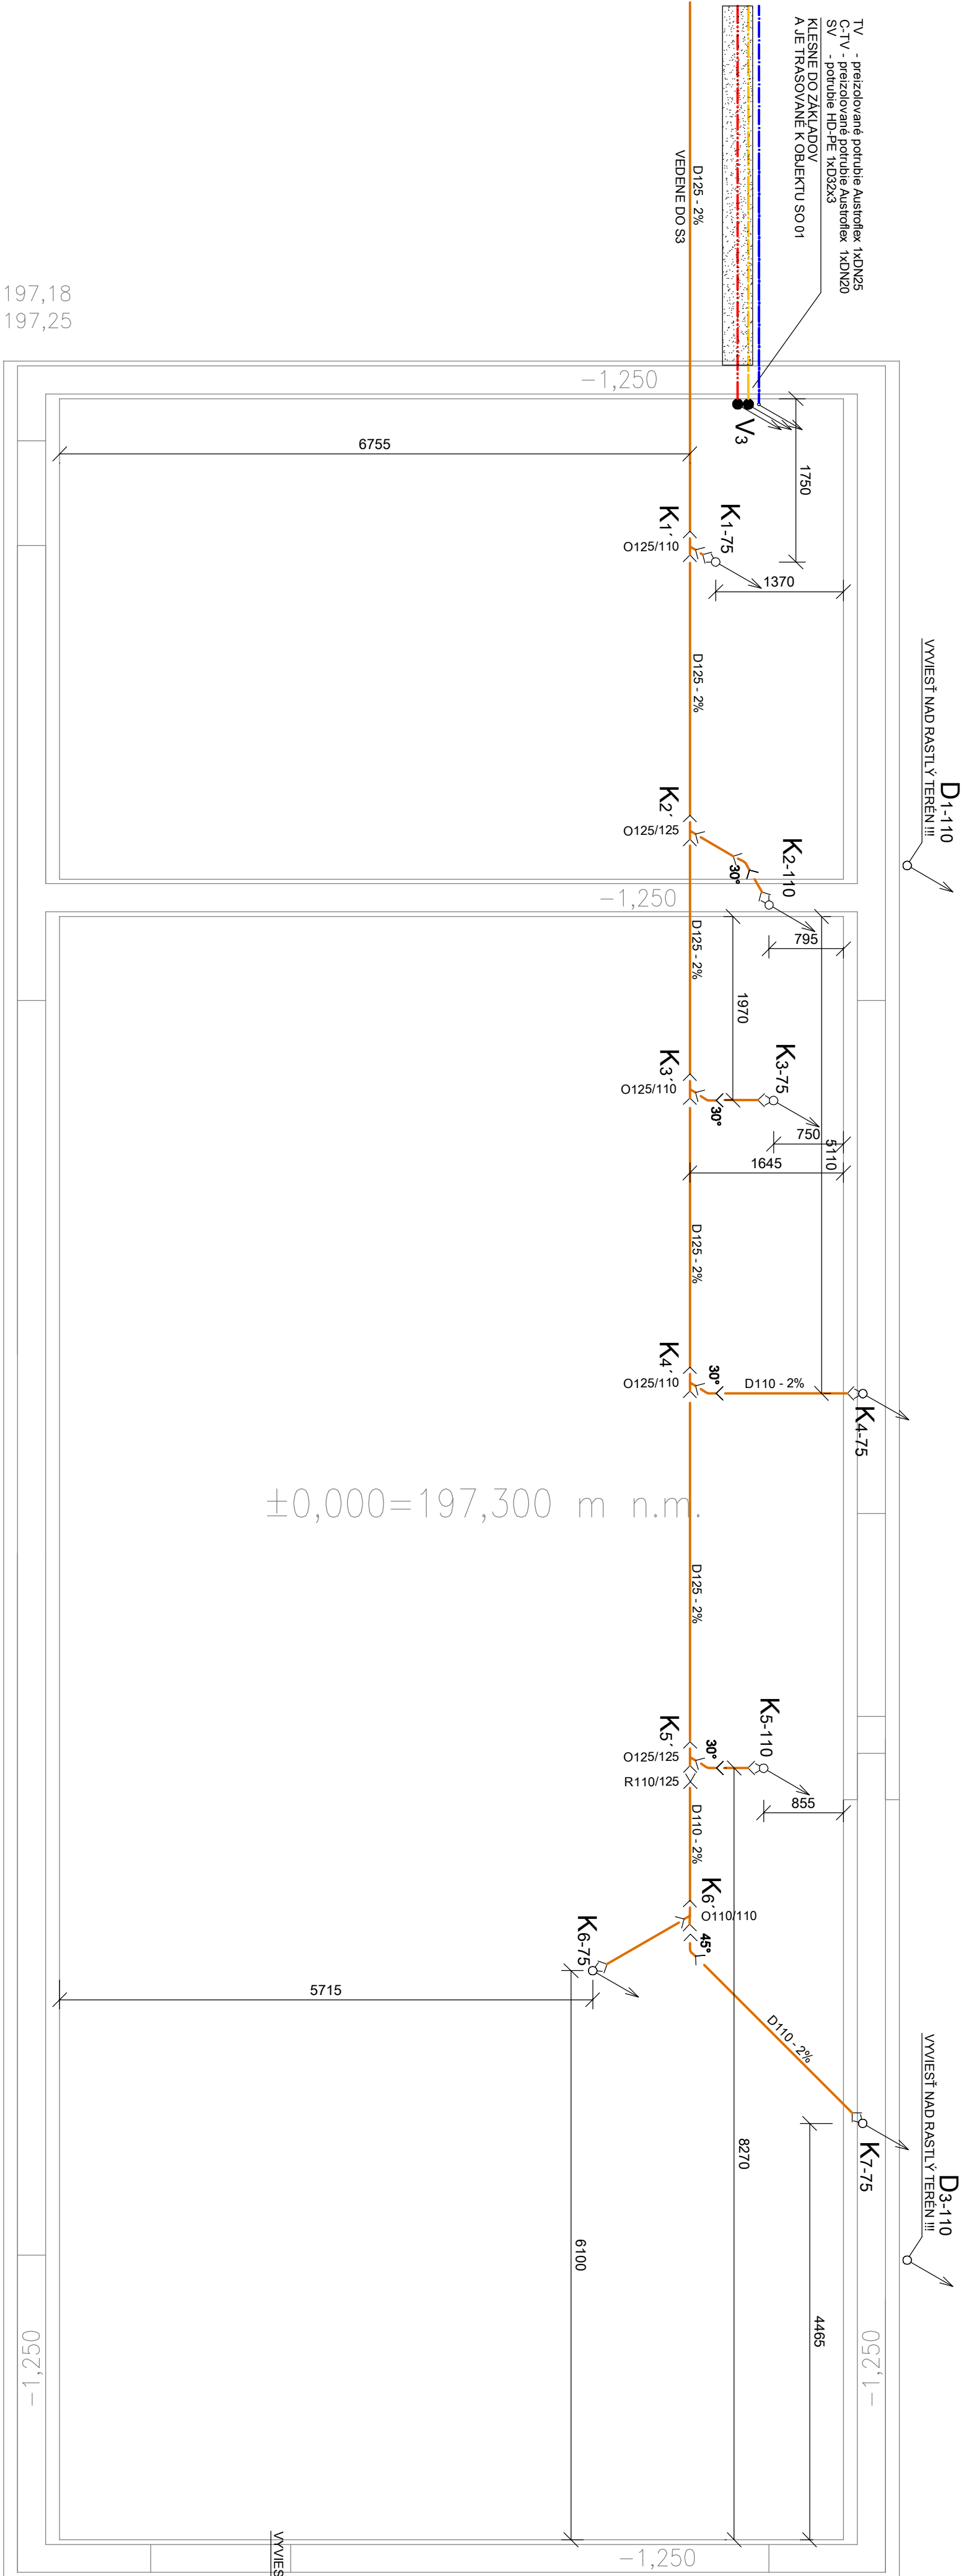 TV - preizolované potrubie Austroflex 1xDN25
C-TV - preizolované potrubie Austroflex 1xDN20
SV - potrubie HD-PE 1xD32x3
KLESNE DO ZÁKLADOV
A JE TRASOVANÉ K OBJEKTU SO 01
D125 - 2%
VEDENE DO S3
197,18
197,25
-1,250
V3
6755
1750
K1-75
K1´
O125/110
1370
D1-110
VYVIESŤ NAD RASTLÝ TERÉN !!!
D125 - 2%
K2´
O125/125
K2-110
30°
-1,250
795
D125 - 2%
1970
K3-75
K3´
O125/110
30°
750
5110
1645
D125 - 2%
K4´
O125/110
30°
D110 - 2%
K4-75
±0,000=197,300 m n.m.
D125 - 2%
K5-110
K5´
O125/125
R110/125
30°
855
D110 - 2%
K6´
O110/110
45°
K6-75
5715
D110 - 2%
K7-75
D3-110
VYVIESŤ NAD RASTLÝ TERÉN !!!
8270
6100
4465
-1,250
-1,250
VYVIES
-1,250